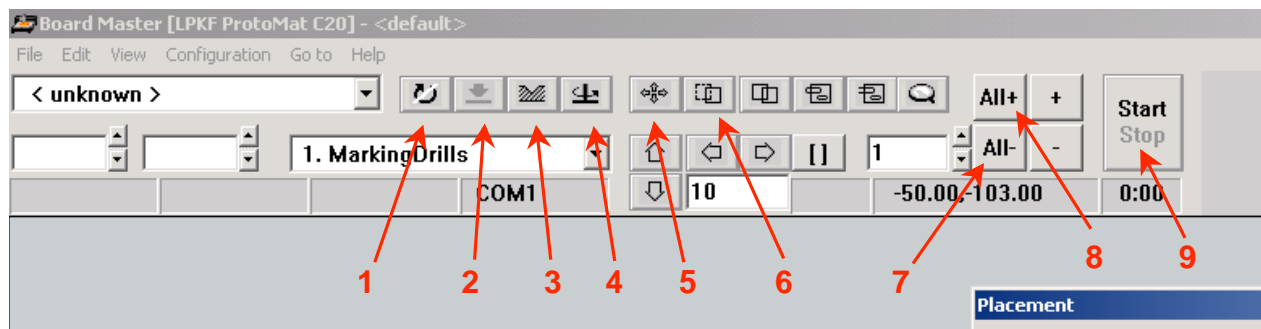 Board Master [LPKF ProtoMat C20] - <default>
File Edit View Configuration Go to Help
< unknown > All+ + Start
1. MarkingDrills [ ] 1 All- - Stop
COM1 10 -50.00,-103.00 0:00
1 2 3 4 5 6 7 8 9
Placement